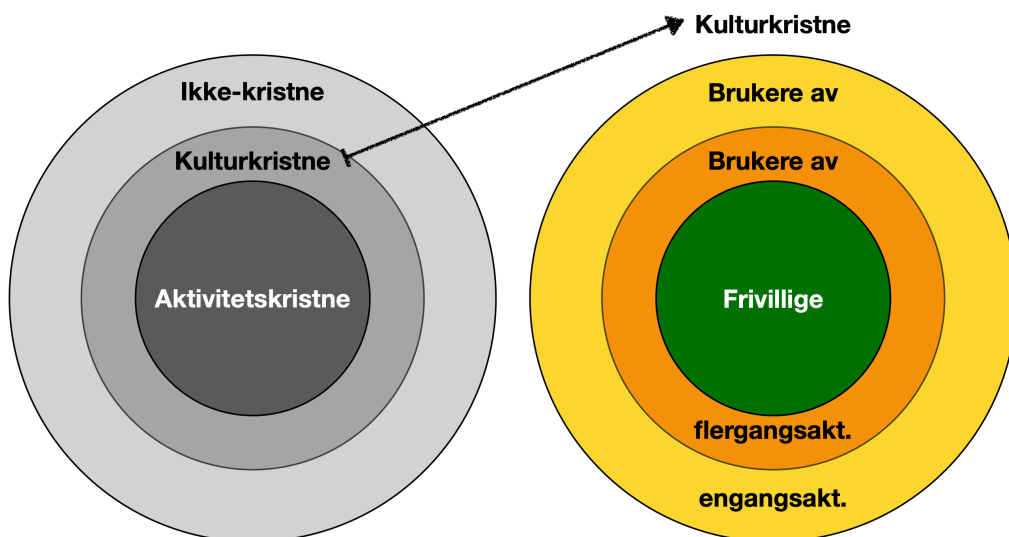 Kulturkristne
Ikke-kristne
Kulturkristne
Aktivitetskristne
Brukere av
Brukere av
Frivillige
flergangsakt.
engangsakt.